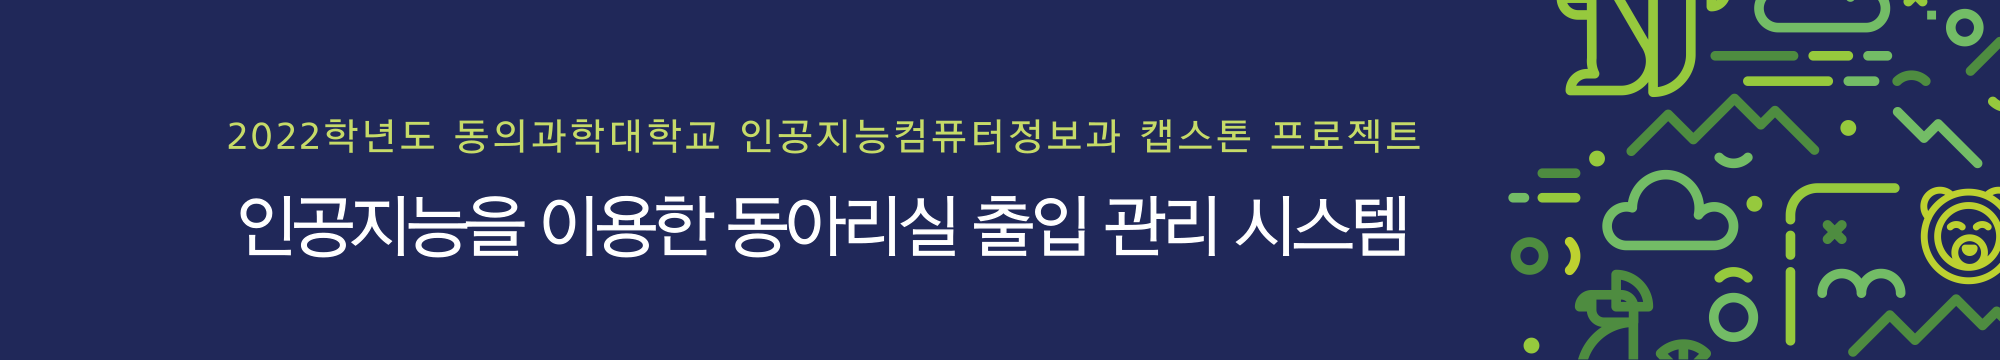 2022학년도 동의과학대학교 인공지능컴퓨터정보과 캡스톤 프로젝트
인공지능을 이용한 동아리실 출입 관리 시스템